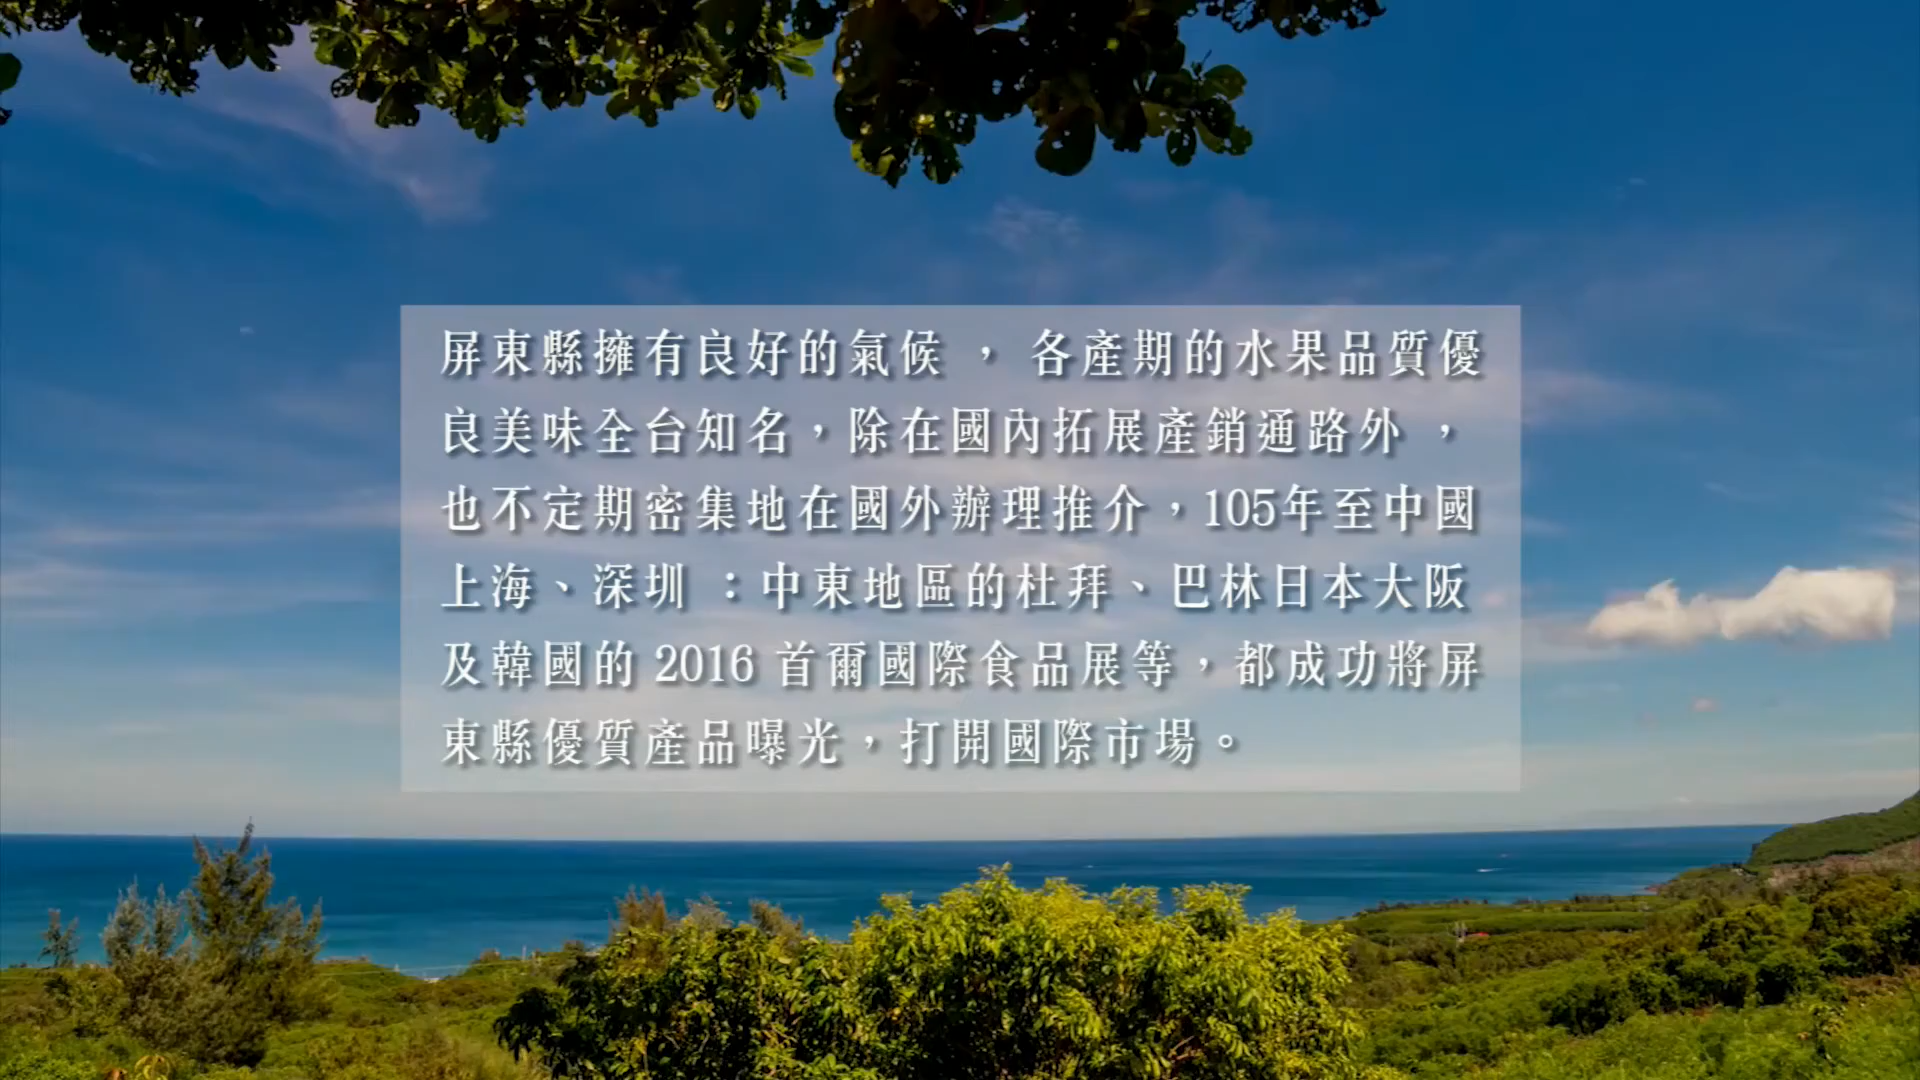 屏東縣擁有良好的氣候 ， 各產期的水果品質優
良美味全台知名，除在國內拓展產銷通路外 ，
也不定期密集地在國外辦理推介，105年至中國
上海、深圳 ：中東地區的杜拜、巴林日本大阪
及韓國的 2016 首爾國際食品展等，都成功將屏
東縣優質產品曝光，打開國際市場。